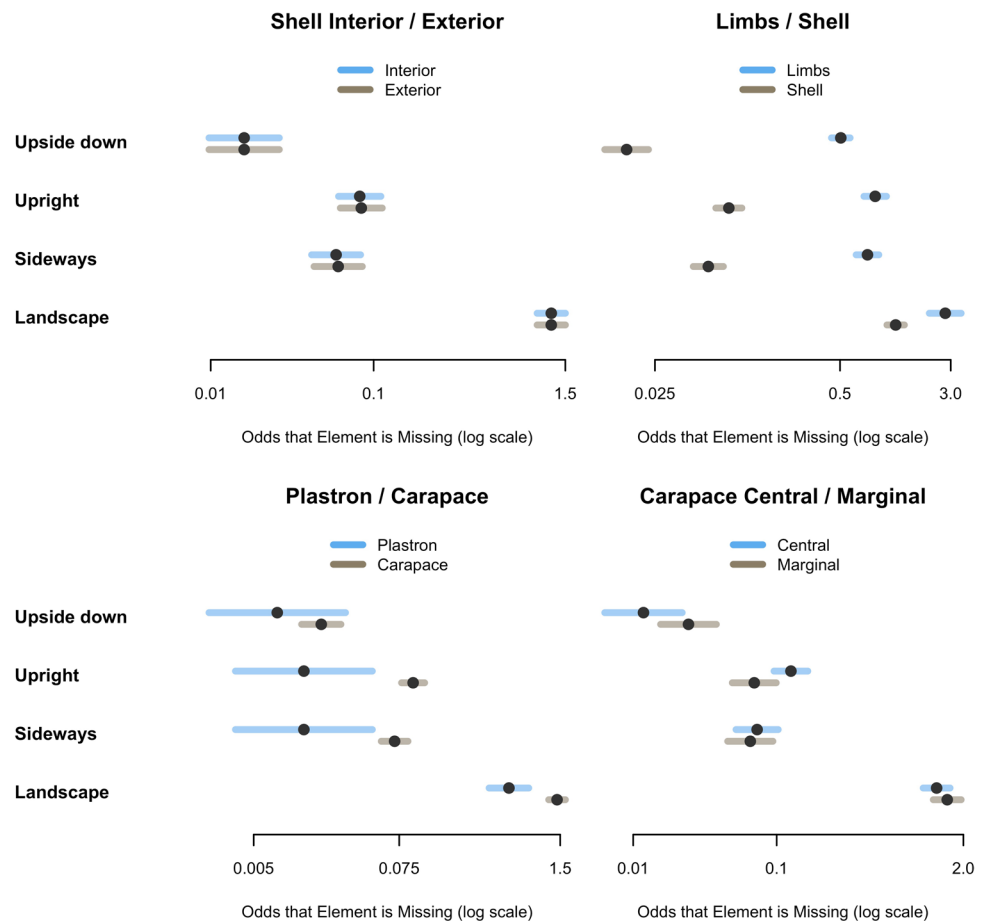 Shell Interior / Exterior
Interior
Exterior
Limbs / Shell
Limbs
Shell
Upside down
Upright
Sideways
Landscape
0.01 0.1 1.5
Odds that Element is Missing (log scale)
0.025 0.5 3.0
Odds that Element is Missing (log scale)
Plastron / Carapace
Plastron
Carapace
Carapace Central / Marginal
Central
Marginal
Upside down
Upright
Sideways
Landscape
0.005 0.075 1.5
Odds that Element is Missing (log scale)
0.01 0.1 2.0
Odds that Element is Missing (log scale)